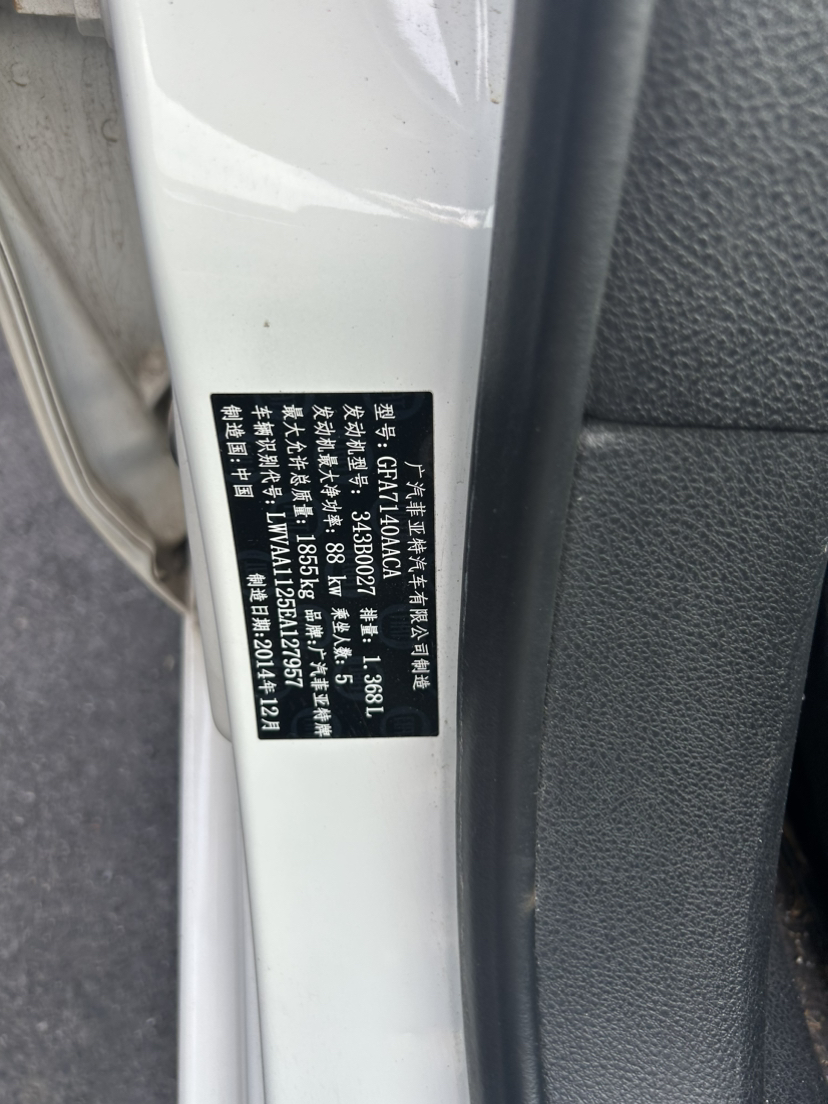 广汽菲亚特汽车有限公司制造
型号: GFA7140AACA
发动机型号: 343B0027 排量: 1.368L
发动机最大净功率: 88 kw 乘坐人数: 5
最大允许总质量: 1855kg 品牌:广汽菲亚特牌
车辆识别代号: LWVAA1125EA127957
制造国: 中国 制造日期:2014年12月